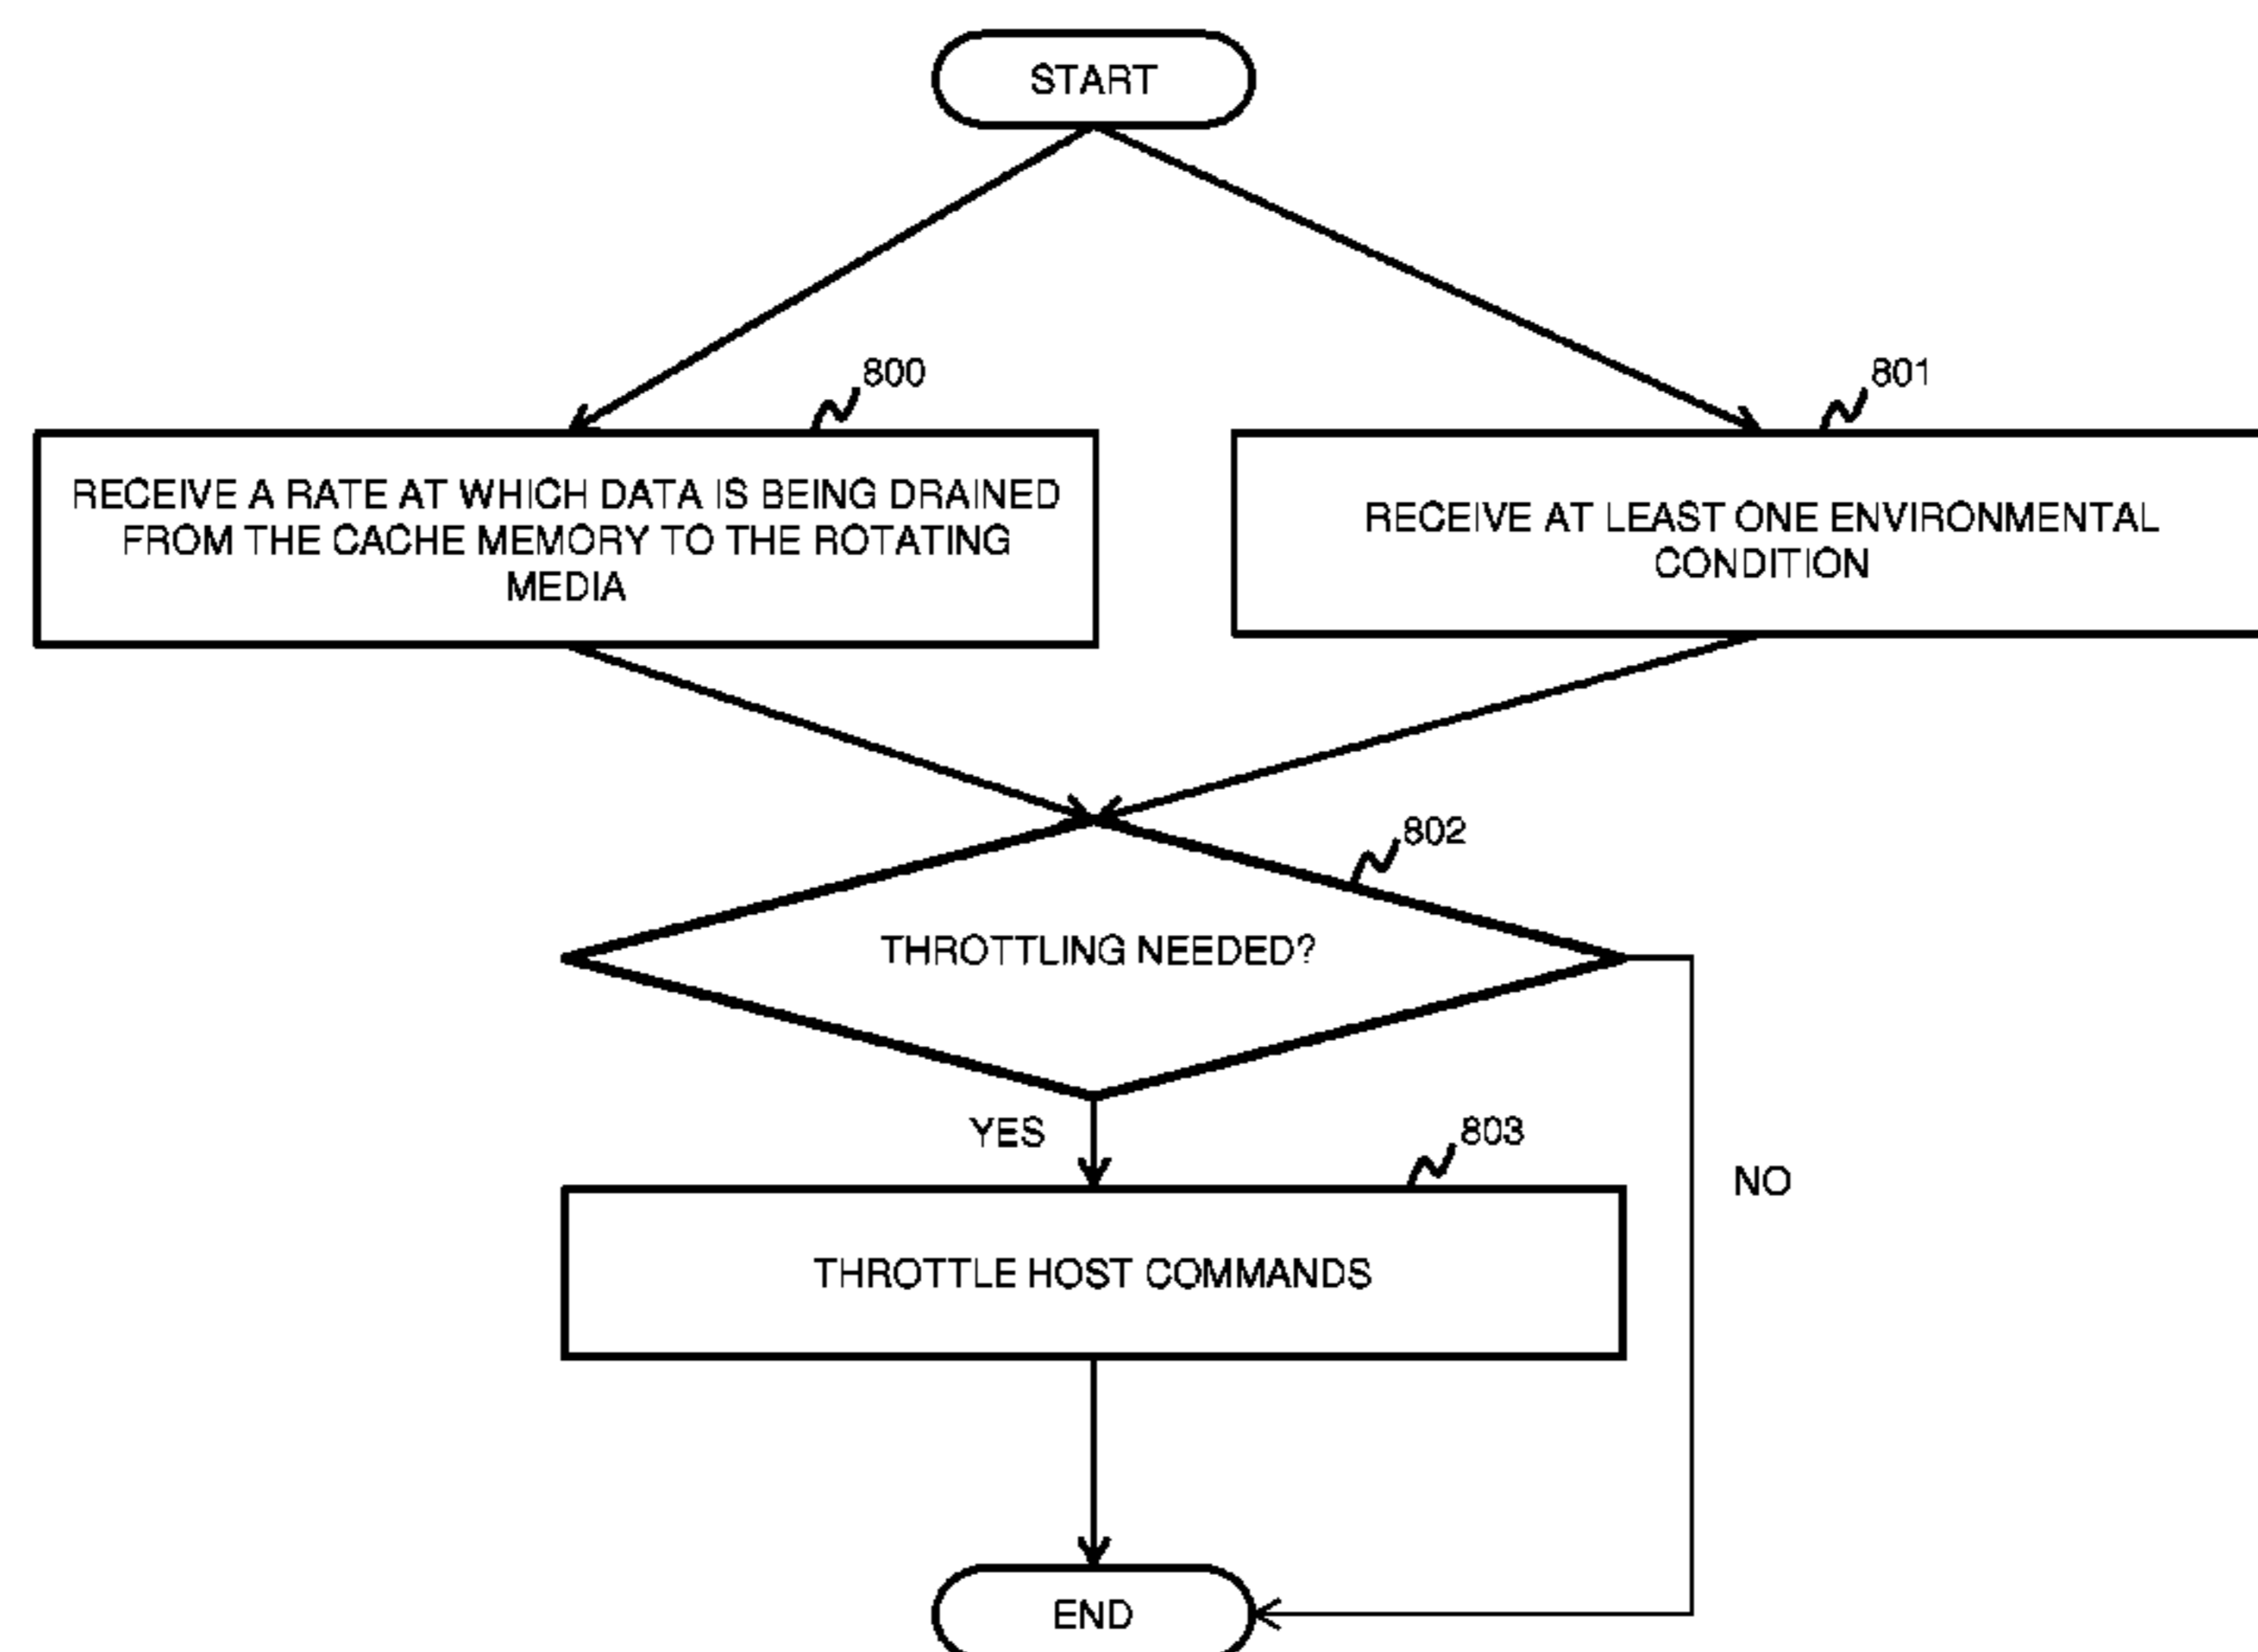 START
800
801
RECEIVE A RATE AT WHICH DATA IS BEING DRAINED
FROM THE CACHE MEMORY TO THE ROTATING
MEDIA
RECEIVE AT LEAST ONE ENVIRONMENTAL
CONDITION
802
THROTTLING NEEDED?
YES
803
NO
THROTTLE HOST COMMANDS
END